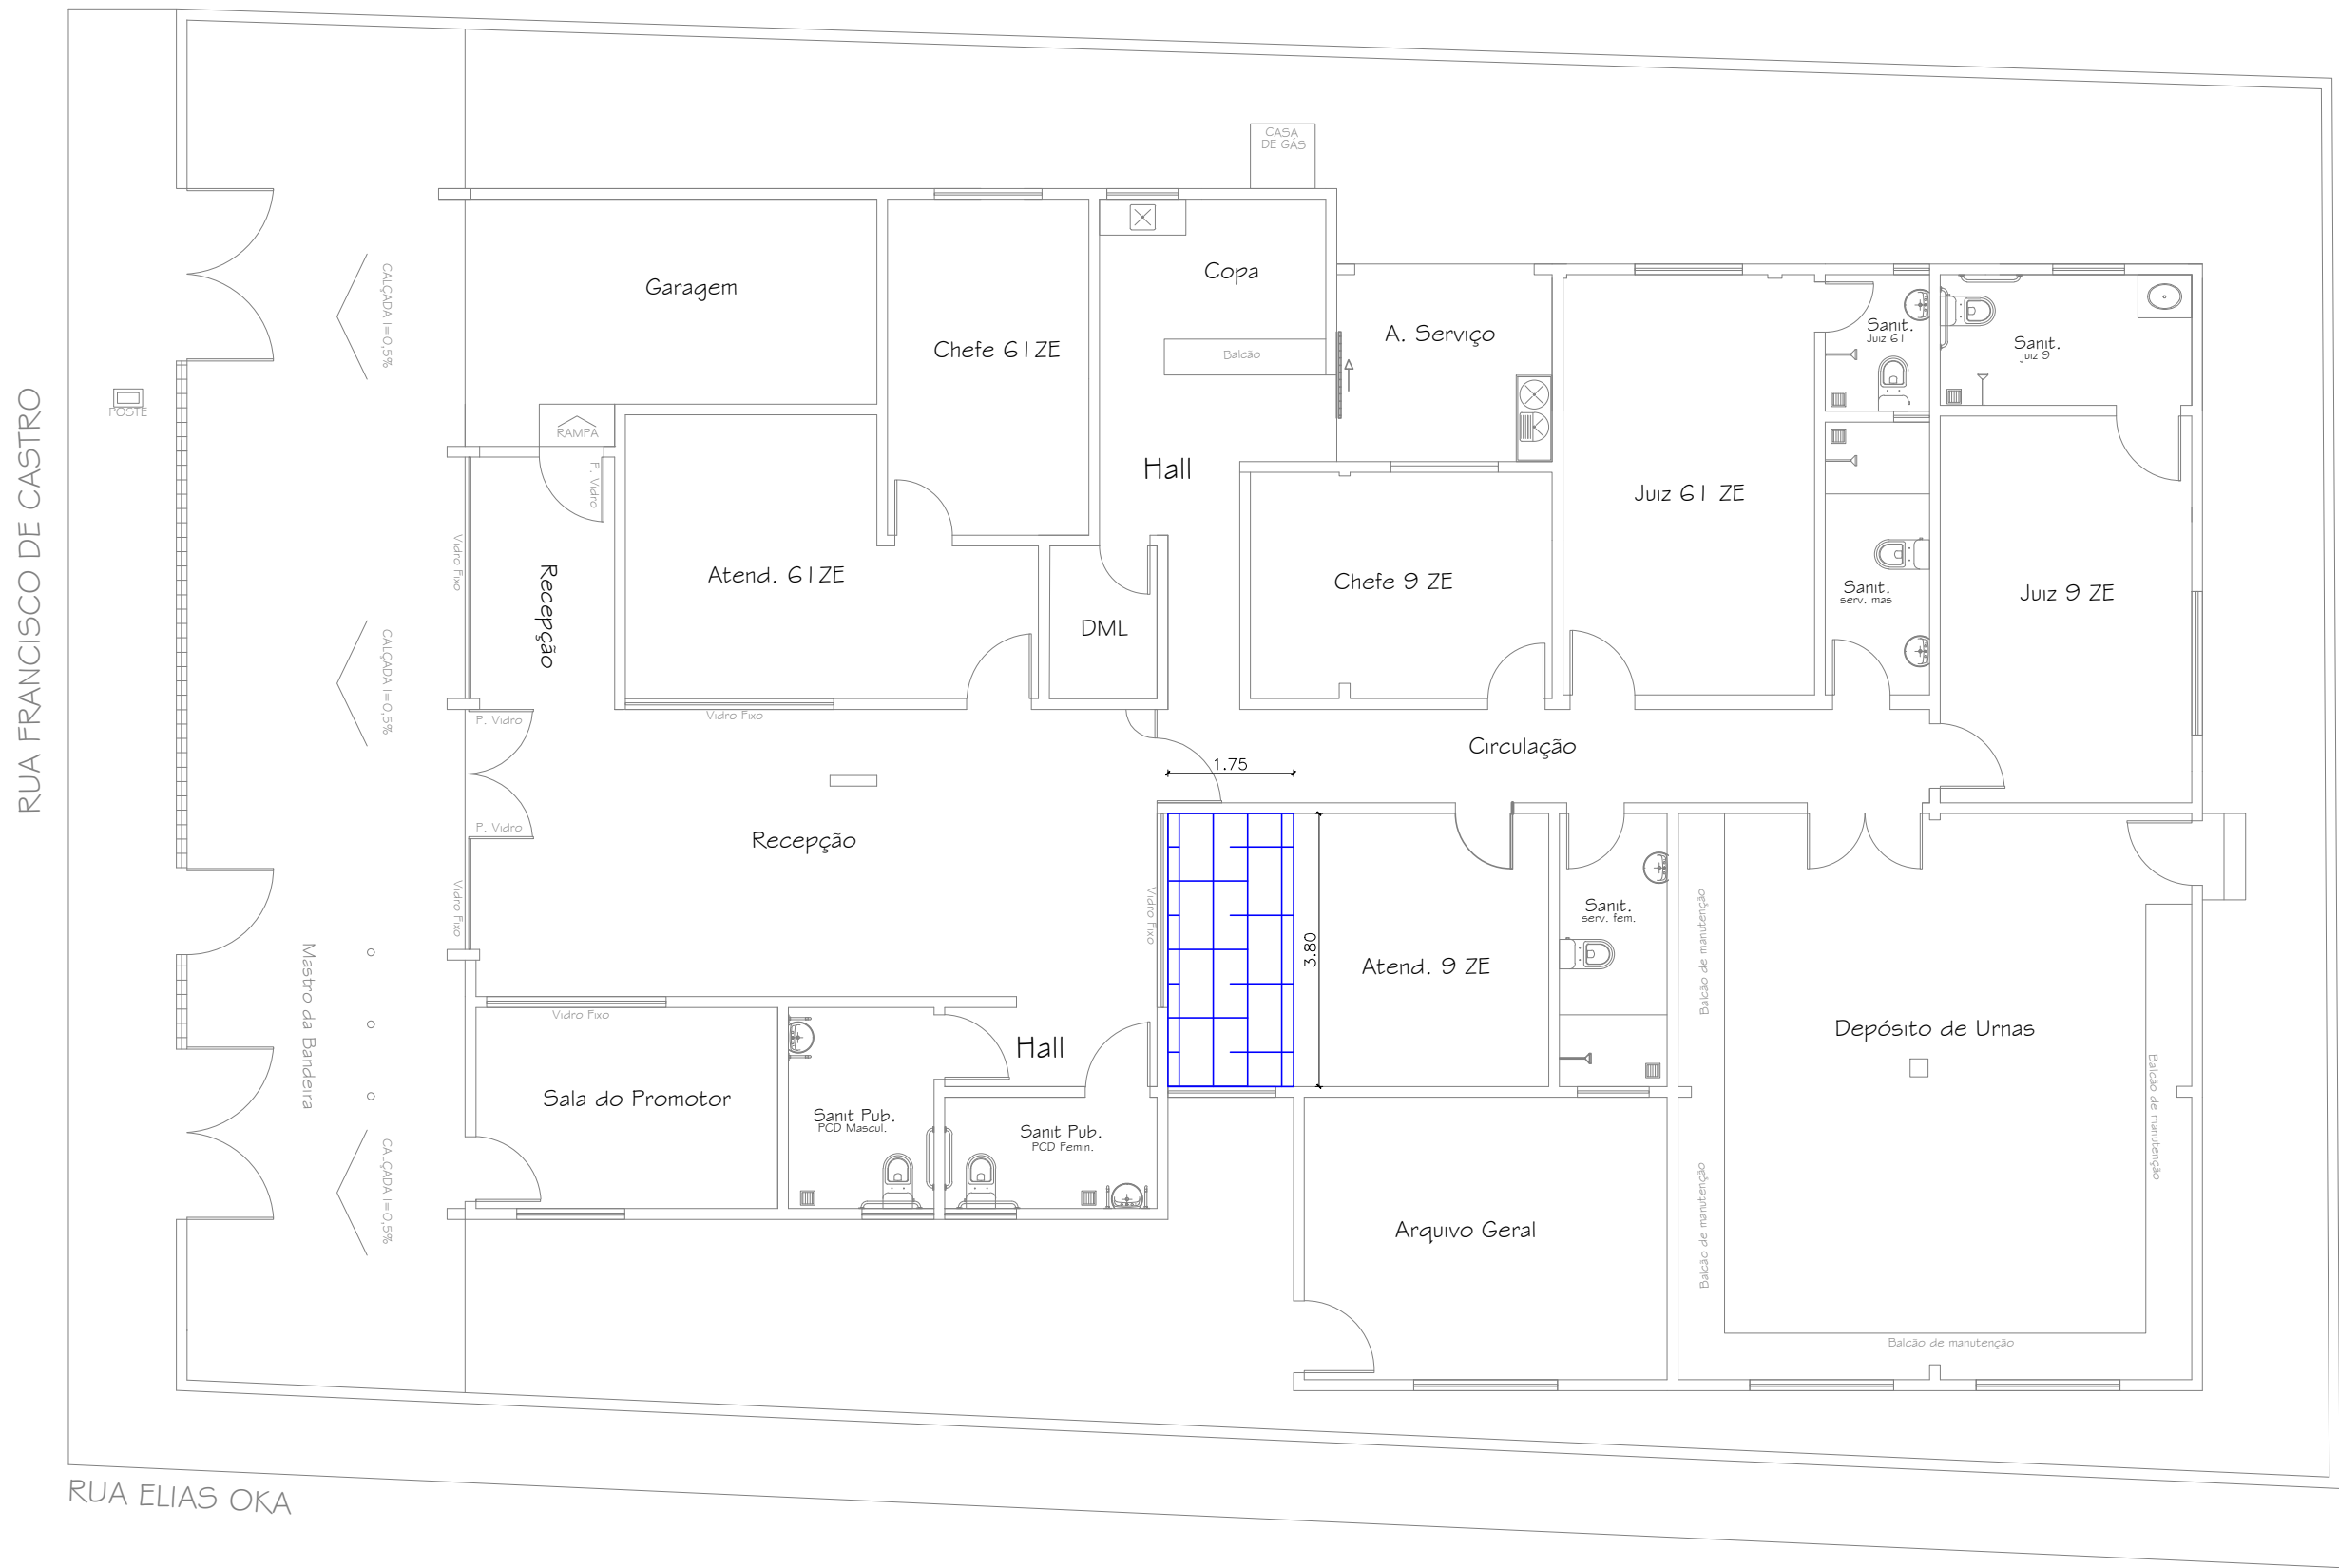 CASA
DE GÁS
Garagem
Chefe 61ZE
Copa
Balcão
A. Serviço
Sanit.
Juiz 61
Sanit.
juiz 9
CALÇADA I=0,5%
POSTE
RUA FRANCISCO DE CASTRO
RAMPA
P. Vidro
Hall
Juiz 61 ZE
Vidro Fixo
Recepção
Atend. 61ZE
Chefe 9 ZE
Sanit.
serv. mas
Juiz 9 ZE
DML
CALÇADA I=0,5%
P. Vidro
Vidro Fixo
Circulação
1.75
P. Vidro
Recepção
Vidro Fixo
Vidro Fixo
3.80
Atend. 9 ZE
Sanit.
serv. fem.
Balcão de manutenção
Mastro da Bandeira
Vidro Fixo
Hall
Depósito de Urnas
Balcão de manutenção
Sala do Promotor
Sanit Pub.
PCD Mascul.
Sanit Pub.
PCD Femin.
CALÇADA I=0,5%
Arquivo Geral
Balcão de manutenção
Balcão de manutenção
RUA ELIAS OKA